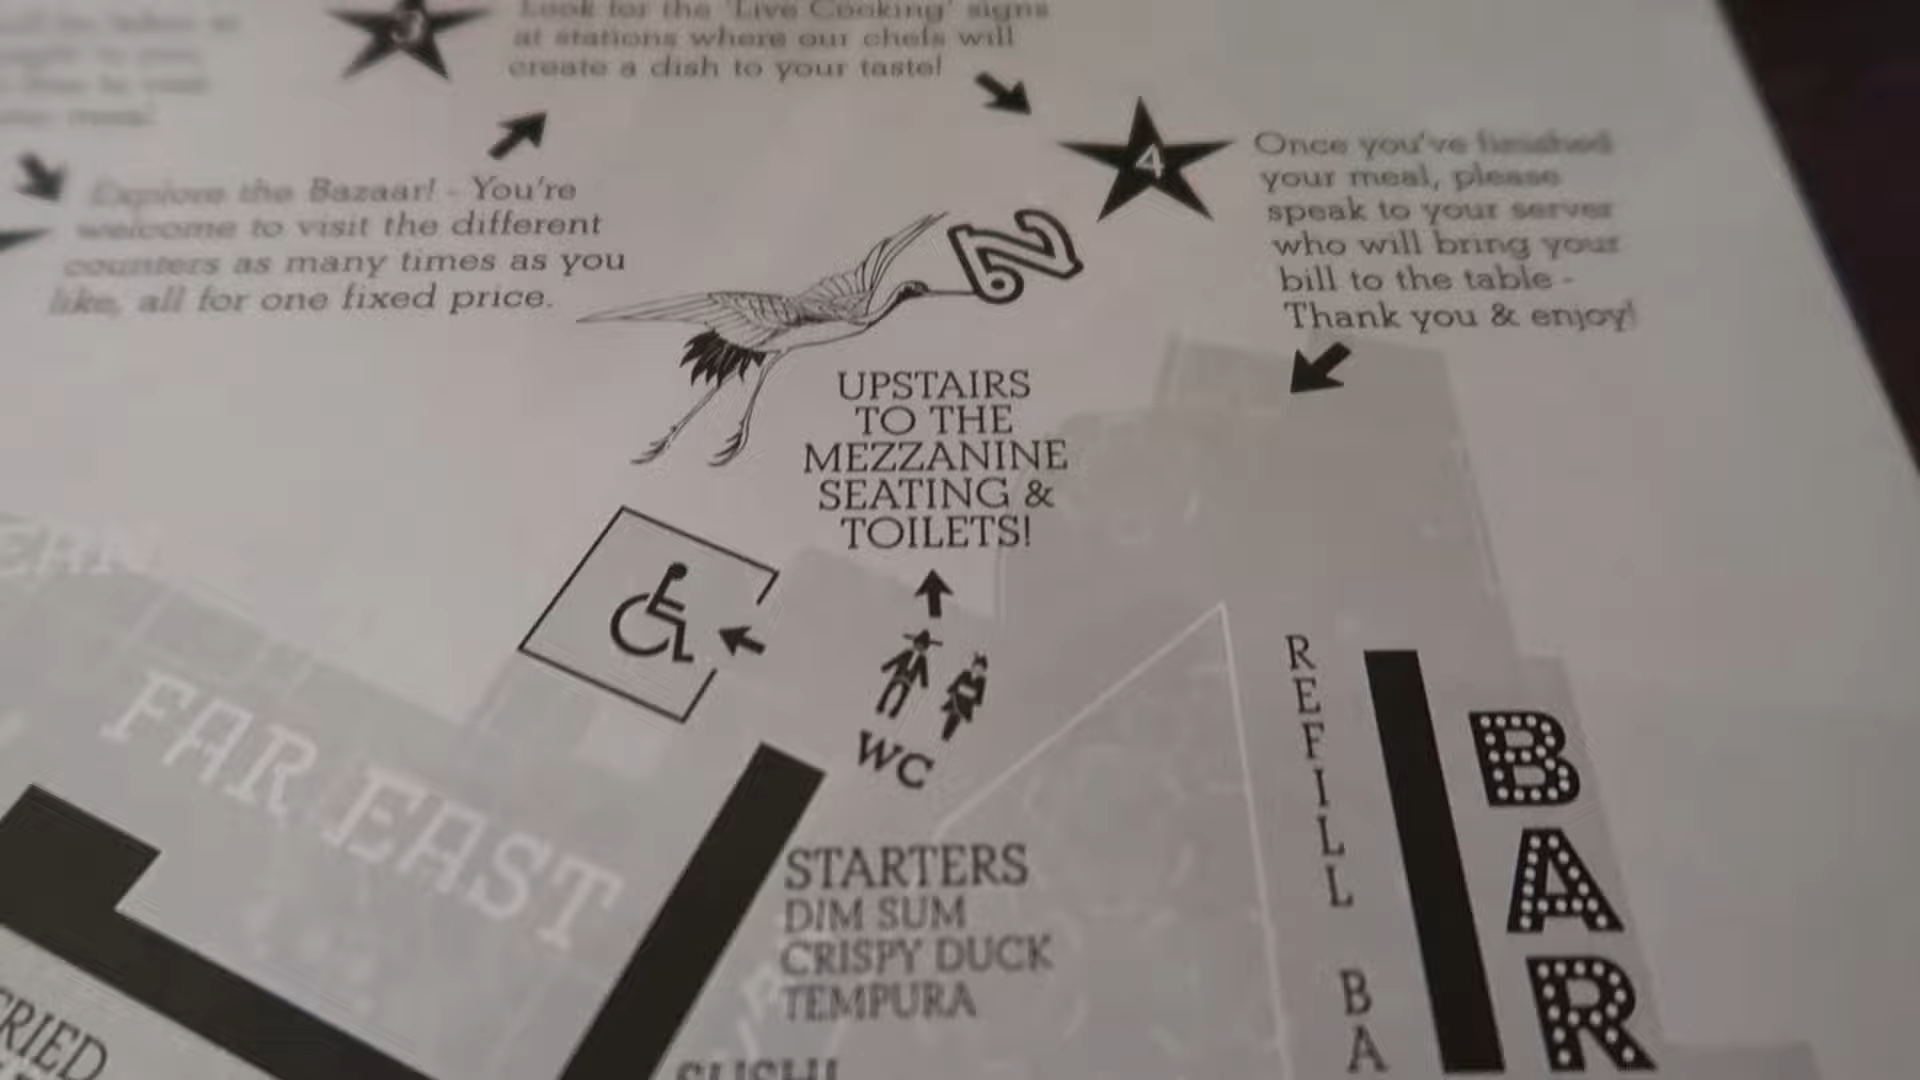 3
Look for the 'Live Cooking' signs
at stations where our chefs will
create a dish to your taste!
Explore the Bazaar! - You're
welcome to visit the different
counters as many times as you
like, all for one fixed price.
4
Once you've finished
your meal, please
speak to your server
who will bring your
bill to the table -
Thank you & enjoy!
UPSTAIRS
TO THE
MEZZANINE
SEATING &
TOILETS!
WC
FAR EAST
STARTERS
DIM SUM
CRISPY DUCK
TEMPURA
SUSHI
REFILL BA
BAR